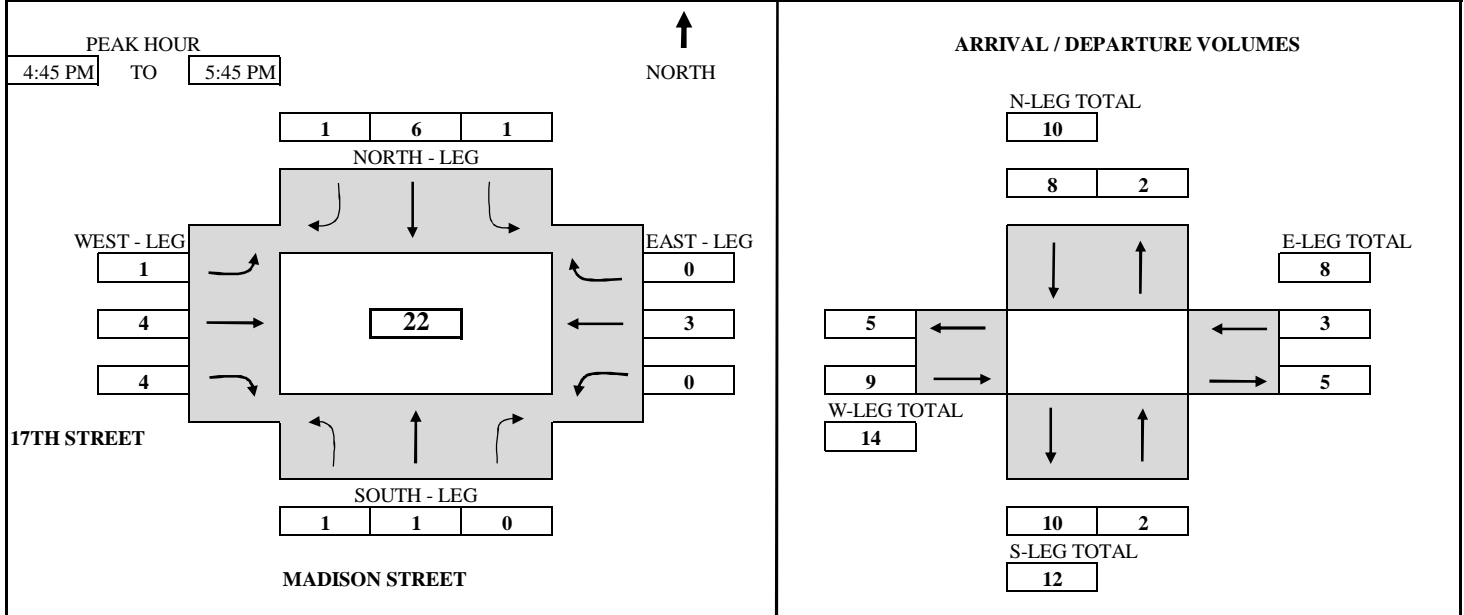 PEAK HOUR
4:45 PM TO 5:45 PM
NORTH
1 6 1
NORTH - LEG
WEST - LEG
EAST - LEG
1 0
4 22 3
4 0
17TH STREET
SOUTH - LEG
1 1 0
MADISON STREET
ARRIVAL / DEPARTURE VOLUMES
N-LEG TOTAL
10
8 2
E-LEG TOTAL
8
5 3
9 5
W-LEG TOTAL
14
10 2
S-LEG TOTAL
12